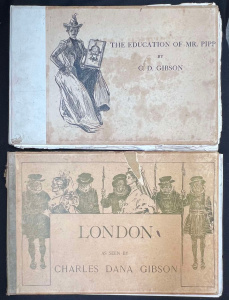 THE EDUCATION OF MR. PIPP
BY
C. D. GIBSON
LONDON
AS SEEN BY
CHARLES DANA GIBSON